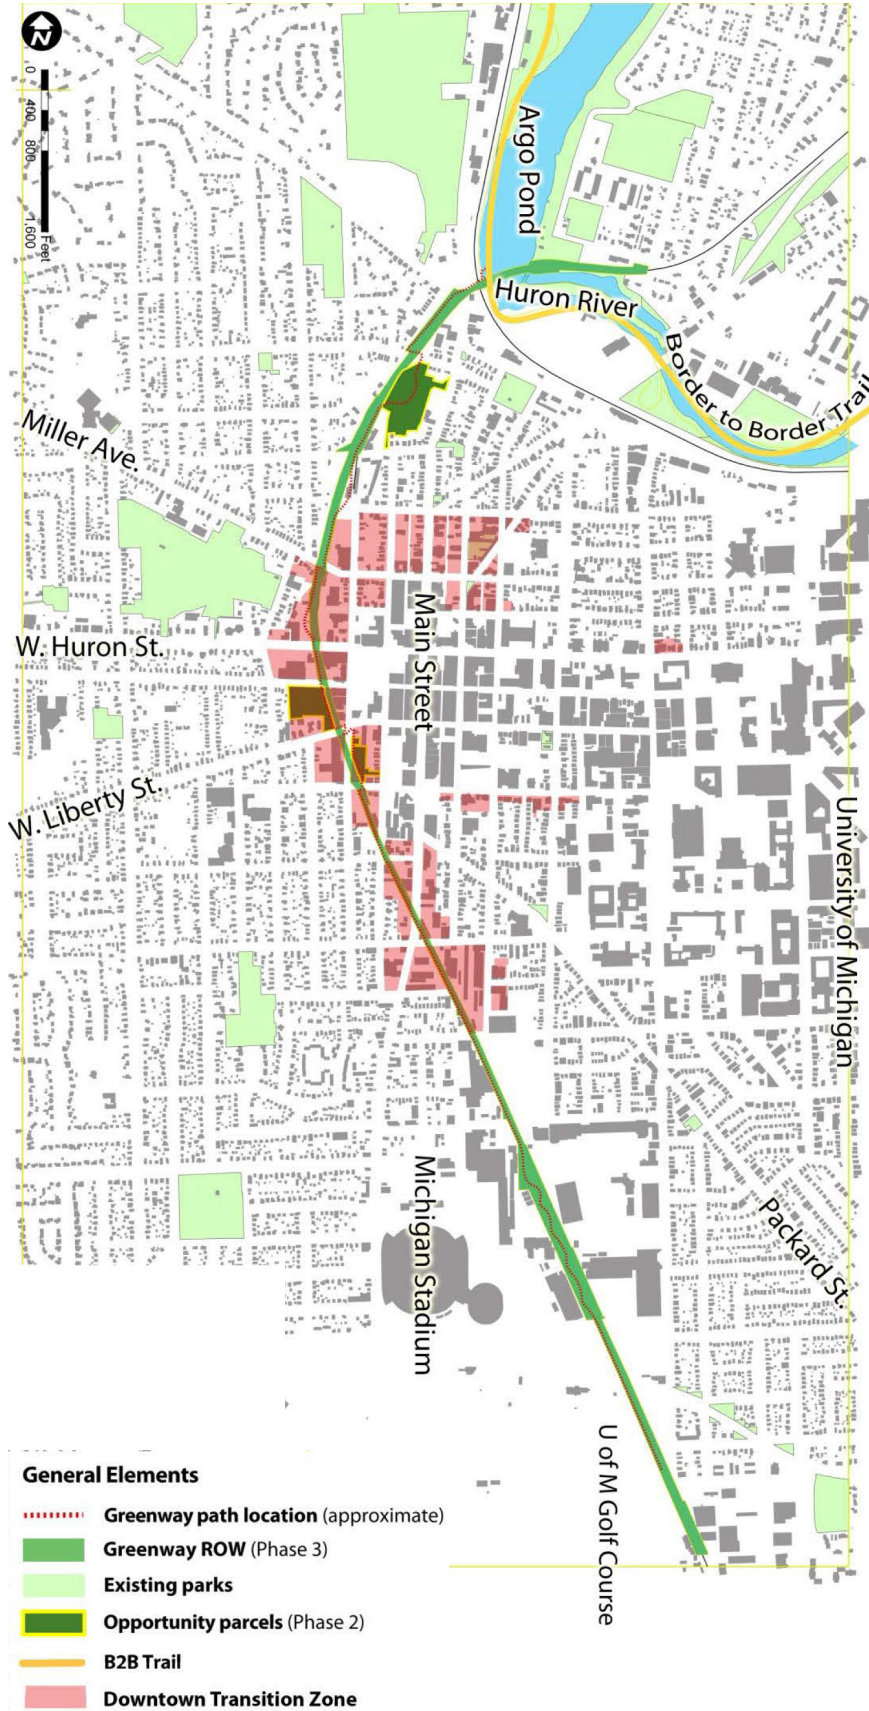 N
0 400 800 1,600
Feet
Argo Pond
Huron River
Border to Border Trail
Miller Ave.
Main Street
W. Huron St.
W. Liberty St.
University of Michigan
Michigan Stadium
Packard St.
U of M Golf Course
General Elements
Greenway path location (approximate)
Greenway ROW (Phase 3)
Existing parks
Opportunity parcels (Phase 2)
B2B Trail
Downtown Transition Zone